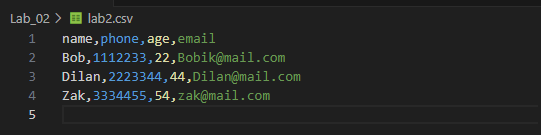 Lab_02 > lab2.csv
1 name,phone,age,email
2 Bob,1112233,22,Bobik@mail.com
3 Dilan,2223344,44,Dilan@mail.com
4 Zak,3334455,54,zak@mail.com
5